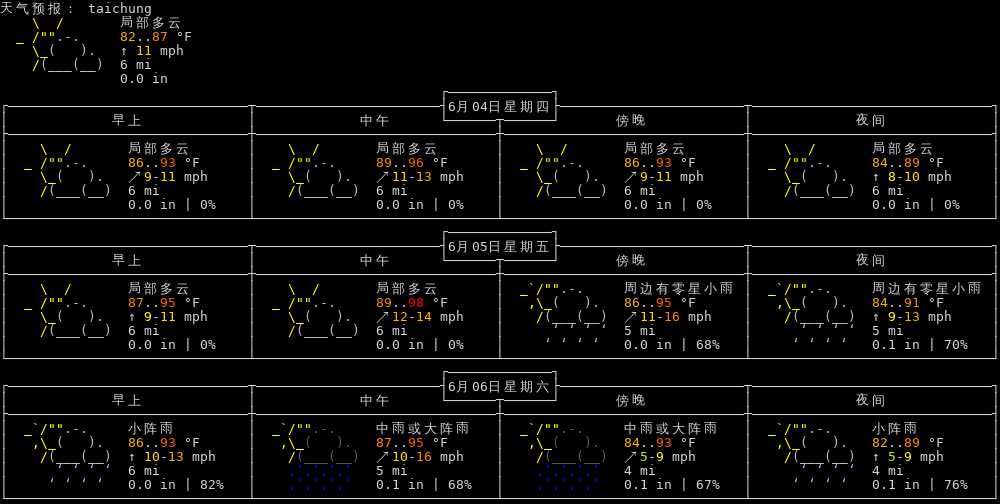 天气预报： taichung
局部多云
82..87 °F
↑ 11 mph
6 mi
0.0 in
6月04日星期四
早上 中午 傍晚 夜间
局部多云 局部多云 局部多云 局部多云
86..93 °F 89..96 °F 86..93 °F 84..89 °F
↗ 9-11 mph ↗ 11-13 mph ↗ 9-11 mph ↑ 8-10 mph
6 mi 6 mi 6 mi 6 mi
0.0 in | 0% 0.0 in | 0% 0.0 in | 0% 0.0 in | 0%
6月05日星期五
早上 中午 傍晚 夜间
局部多云 局部多云 周边有零星小雨 周边有零星小雨
87..95 °F 89..98 °F 86..95 °F 84..91 °F
↑ 9-11 mph ↗ 12-14 mph ↗ 11-16 mph ↑ 9-13 mph
6 mi 6 mi 5 mi 5 mi
0.0 in | 0% 0.0 in | 0% 0.0 in | 68% 0.1 in | 70%
6月06日星期六
早上 中午 傍晚 夜间
小阵雨 中雨或大阵雨 中雨或大阵雨 小阵雨
86..93 °F 87..95 °F 84..93 °F 82..89 °F
↑ 10-13 mph ↗ 10-16 mph ↗ 5-9 mph ↑ 5-9 mph
6 mi 5 mi 4 mi 4 mi
0.0 in | 82% 0.1 in | 68% 0.1 in | 67% 0.1 in | 76%